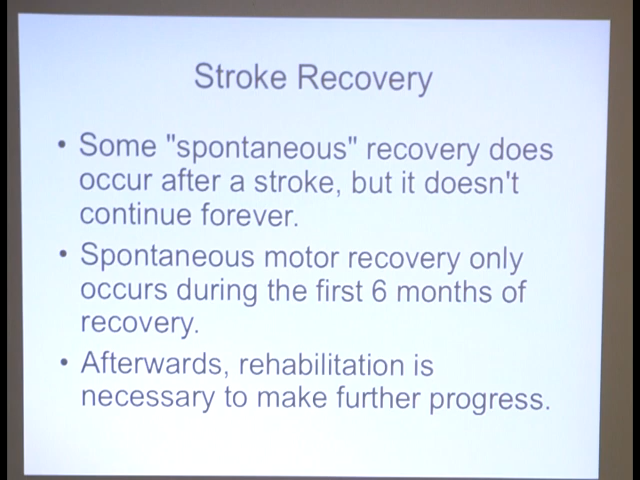 Stroke Recovery
• Some "spontaneous" recovery does
occur after a stroke, but it doesn't
continue forever.
• Spontaneous motor recovery only
occurs during the first 6 months of
recovery.
• Afterwards, rehabilitation is
necessary to make further progress.